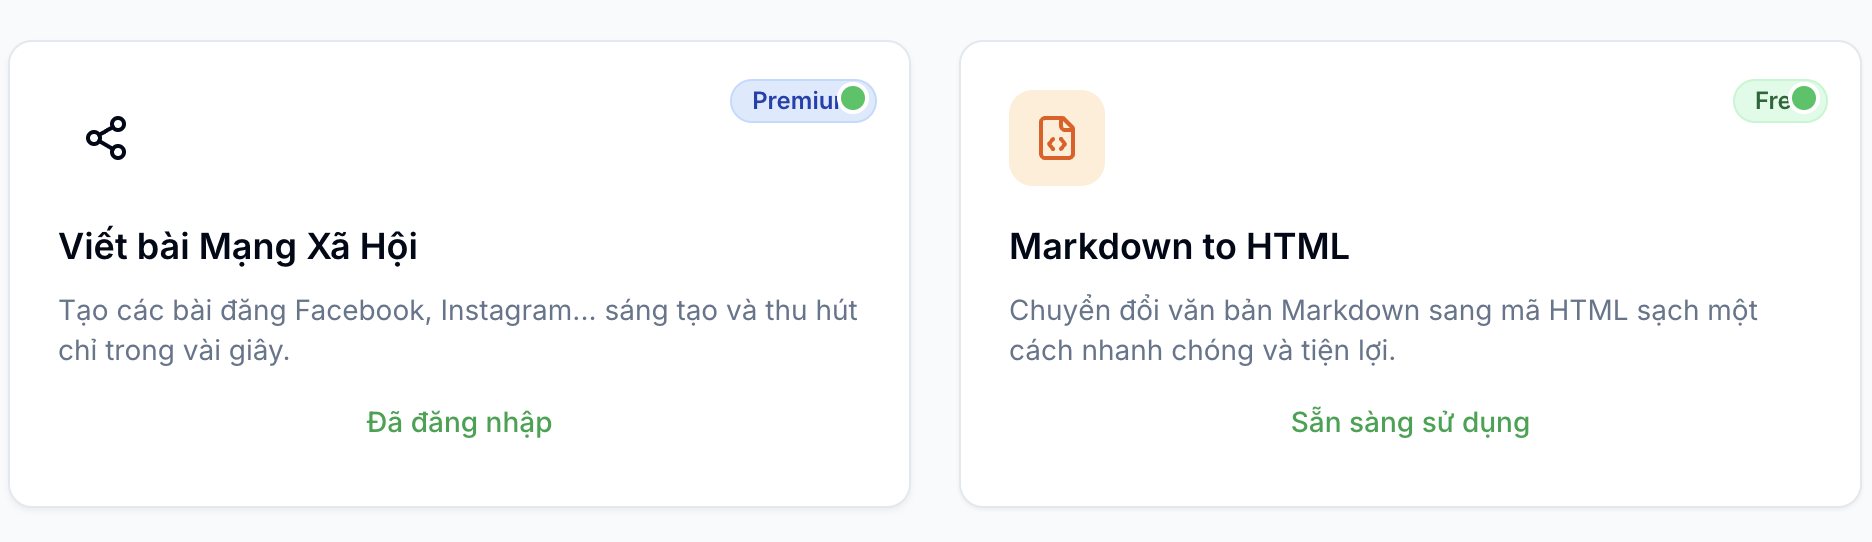 Premiu
Viết bài Mạng Xã Hội
Tạo các bài đăng Facebook, Instagram... sáng tạo và thu hút
chỉ trong vài giây.
Đã đăng nhập
Fre
Markdown to HTML
Chuyển đổi văn bản Markdown sang mã HTML sạch một
cách nhanh chóng và tiện lợi.
Sẵn sàng sử dụng